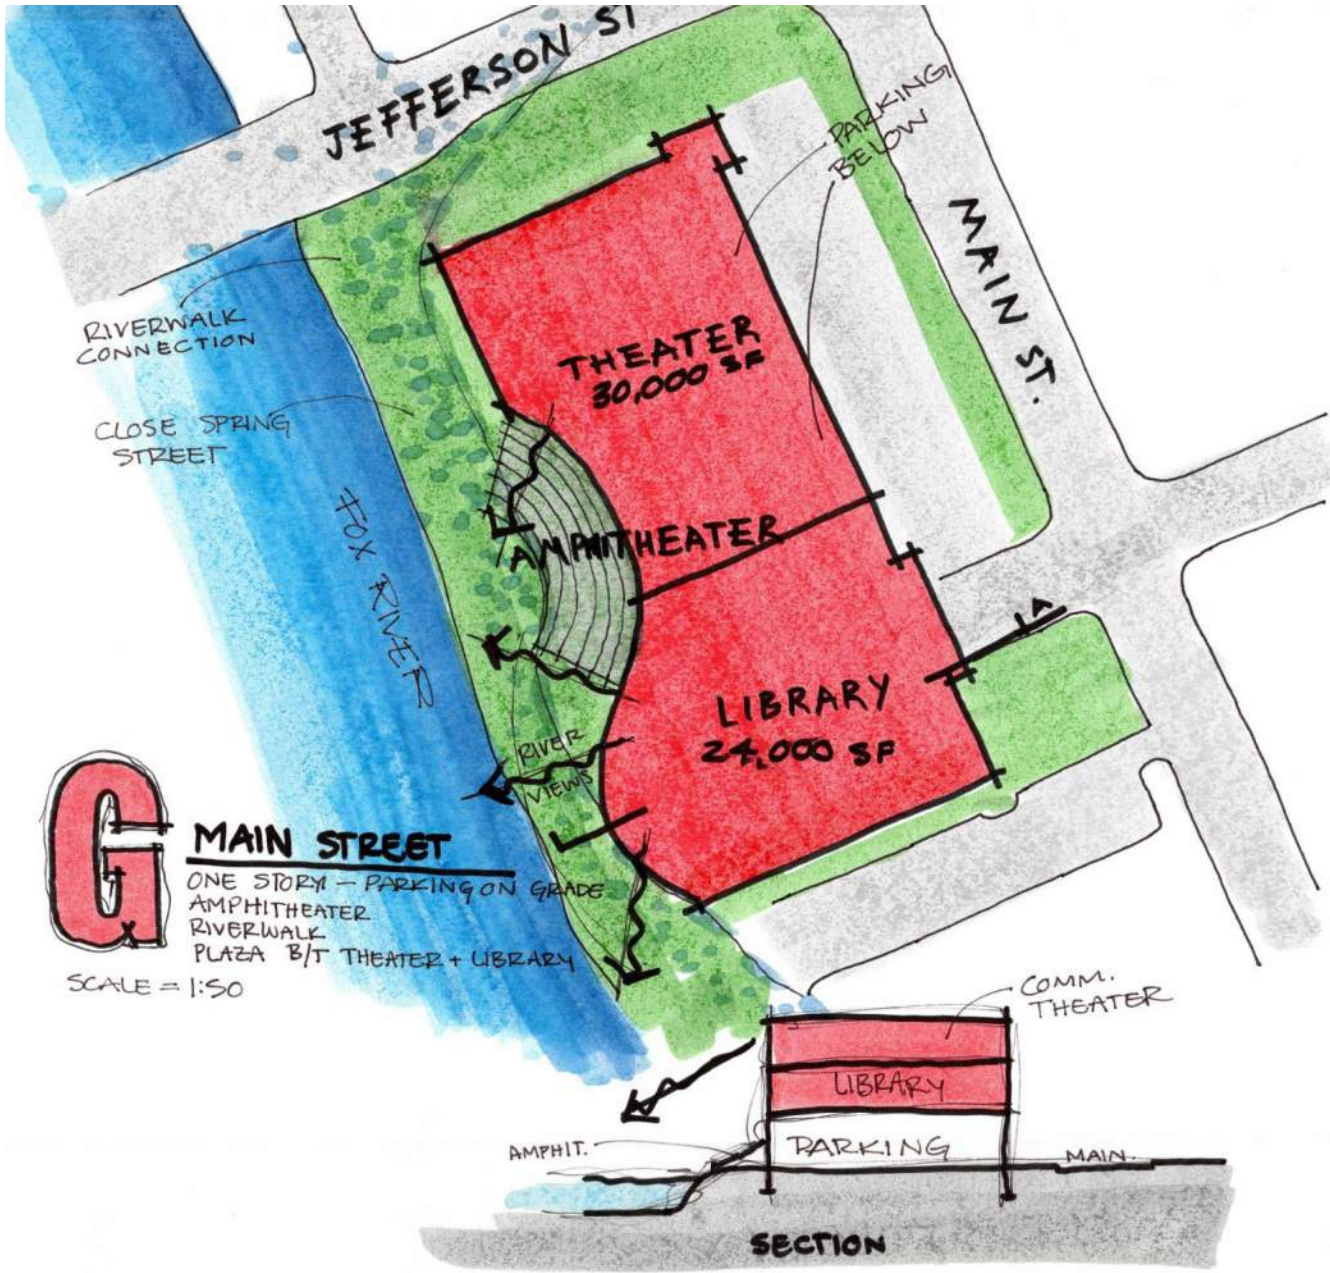 JEFFERSON ST
PARKING
BELOW
MAIN ST.
RIVERWALK
CONNECTION
THEATER
30,000 SF
CLOSE SPRING
STREET
FOX RIVER
AMPHITHEATER
A
LIBRARY
24,000 SF
RIVER
VIEWS
G
MAIN STREET
ONE STORY - PARKING ON GRADE
AMPHITHEATER
RIVERWALK
PLAZA B/T THEATER + LIBRARY
SCALE = 1:50
COMM.
THEATER
LIBRARY
AMPHIT.
PARKING
MAIN.
SECTION